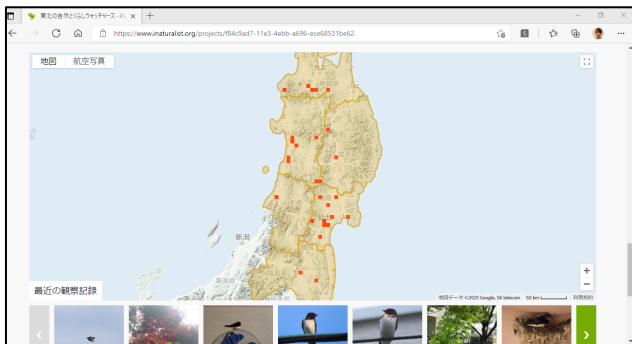 東北の自然とくらしウォッチャーズ · iN
https://www.inaturalist.org/projects/f84c9ad7-11e3-4ebb-a696-ece68531be62
地図 航空写真
新潟
最近の観察記録
地図データ ©2021 Google, SK telecom 50 km 利用規約